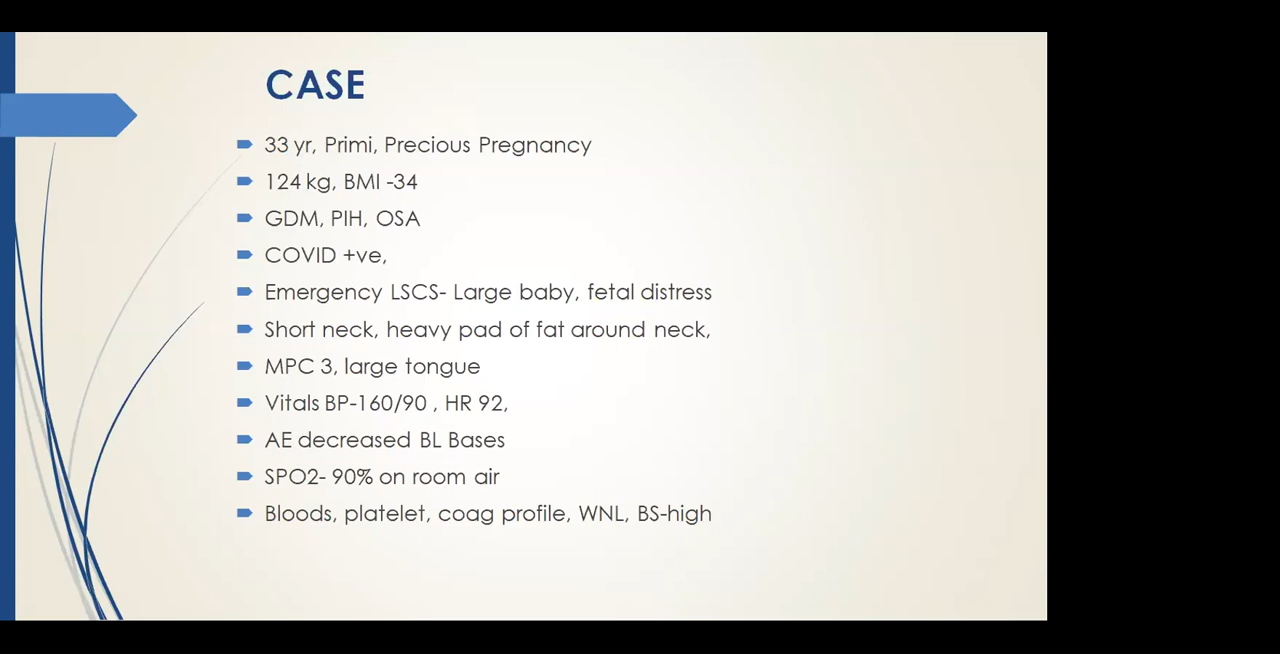 CASE
33 yr, Primi, Precious Pregnancy
124 kg, BMI -34
GDM, PIH, OSA
COVID +ve,
Emergency LSCS- Large baby, fetal distress
Short neck, heavy pad of fat around neck,
MPC 3, large tongue
Vitals BP-160/90 , HR 92,
AE decreased BL Bases
SPO2- 90% on room air
Bloods, platelet, coag profile, WNL, BS-high